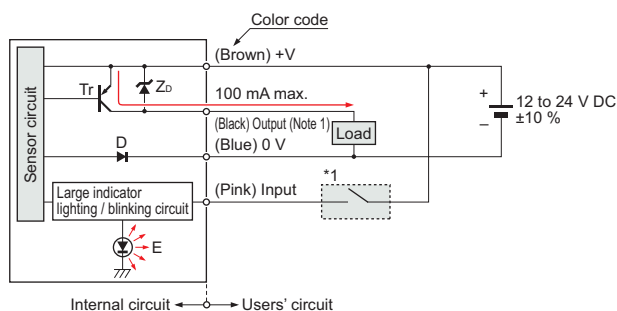 Color code
(Brown) +V
Tr
ZD
100 mA max.
+
12 to 24 V DC
±10 %
–
(Black) Output (Note 1)
Load
Sensor circuit
D
(Blue) 0 V
*1
Large indicator
lighting / blinking circuit
(Pink) Input
E
Internal circuit
Users' circuit